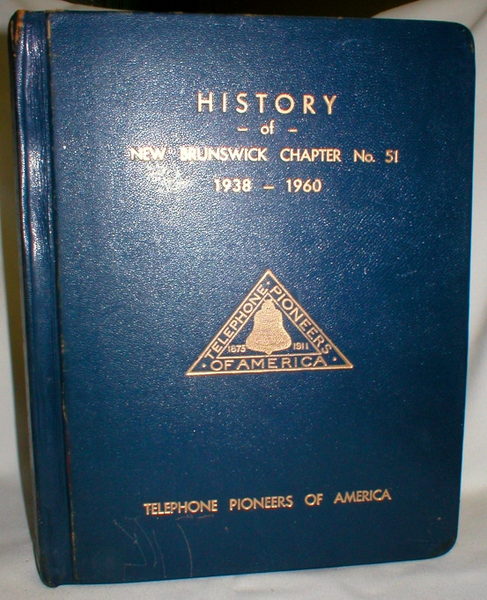 HISTORY
- of -
NEW BRUNSWICK CHAPTER No. 51
1938 - 1960
TELEPHONE PIONEERS
1875 1911
OF AMERICA
TELEPHONE PIONEERS OF AMERICA